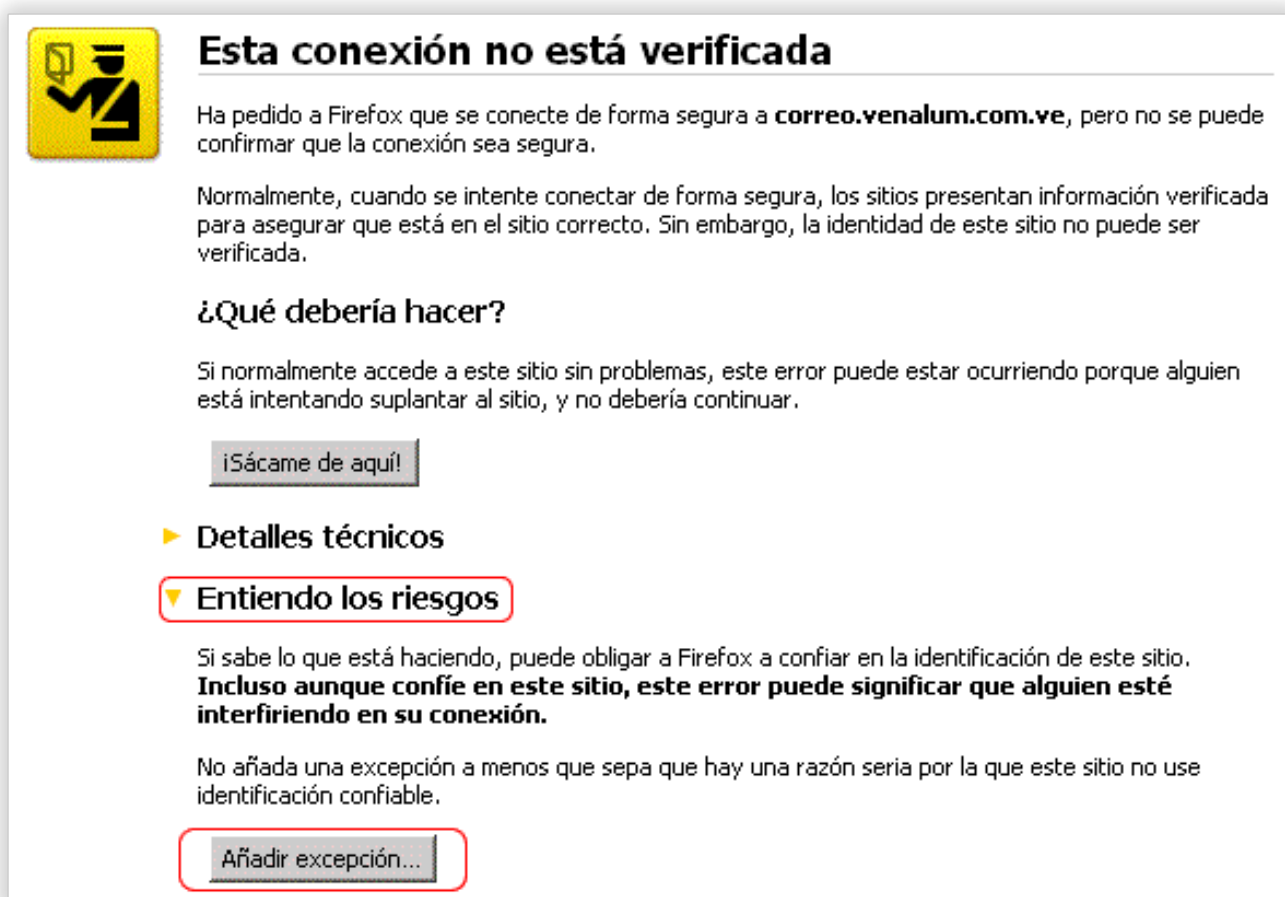 Esta conexión no está verificada
Ha pedido a Firefox que se conecte de forma segura a correo.venalum.com.ve, pero no se puede
confirmar que la conexión sea segura.
Normalmente, cuando se intente conectar de forma segura, los sitios presentan información verificada
para asegurar que está en el sitio correcto. Sin embargo, la identidad de este sitio no puede ser
verificada.
¿Qué debería hacer?
Si normalmente accede a este sitio sin problemas, este error puede estar ocurriendo porque alguien
está intentando suplantar al sitio, y no debería continuar.
¡Sácame de aquí!
Detalles técnicos
Entiendo los riesgos
Si sabe lo que está haciendo, puede obligar a Firefox a confiar en la identificación de este sitio.
Incluso aunque confíe en este sitio, este error puede significar que alguien esté
interfiriendo en su conexión.
No añada una excepción a menos que sepa que hay una razón seria por la que este sitio no use
identificación confiable.
Añadir excepción...